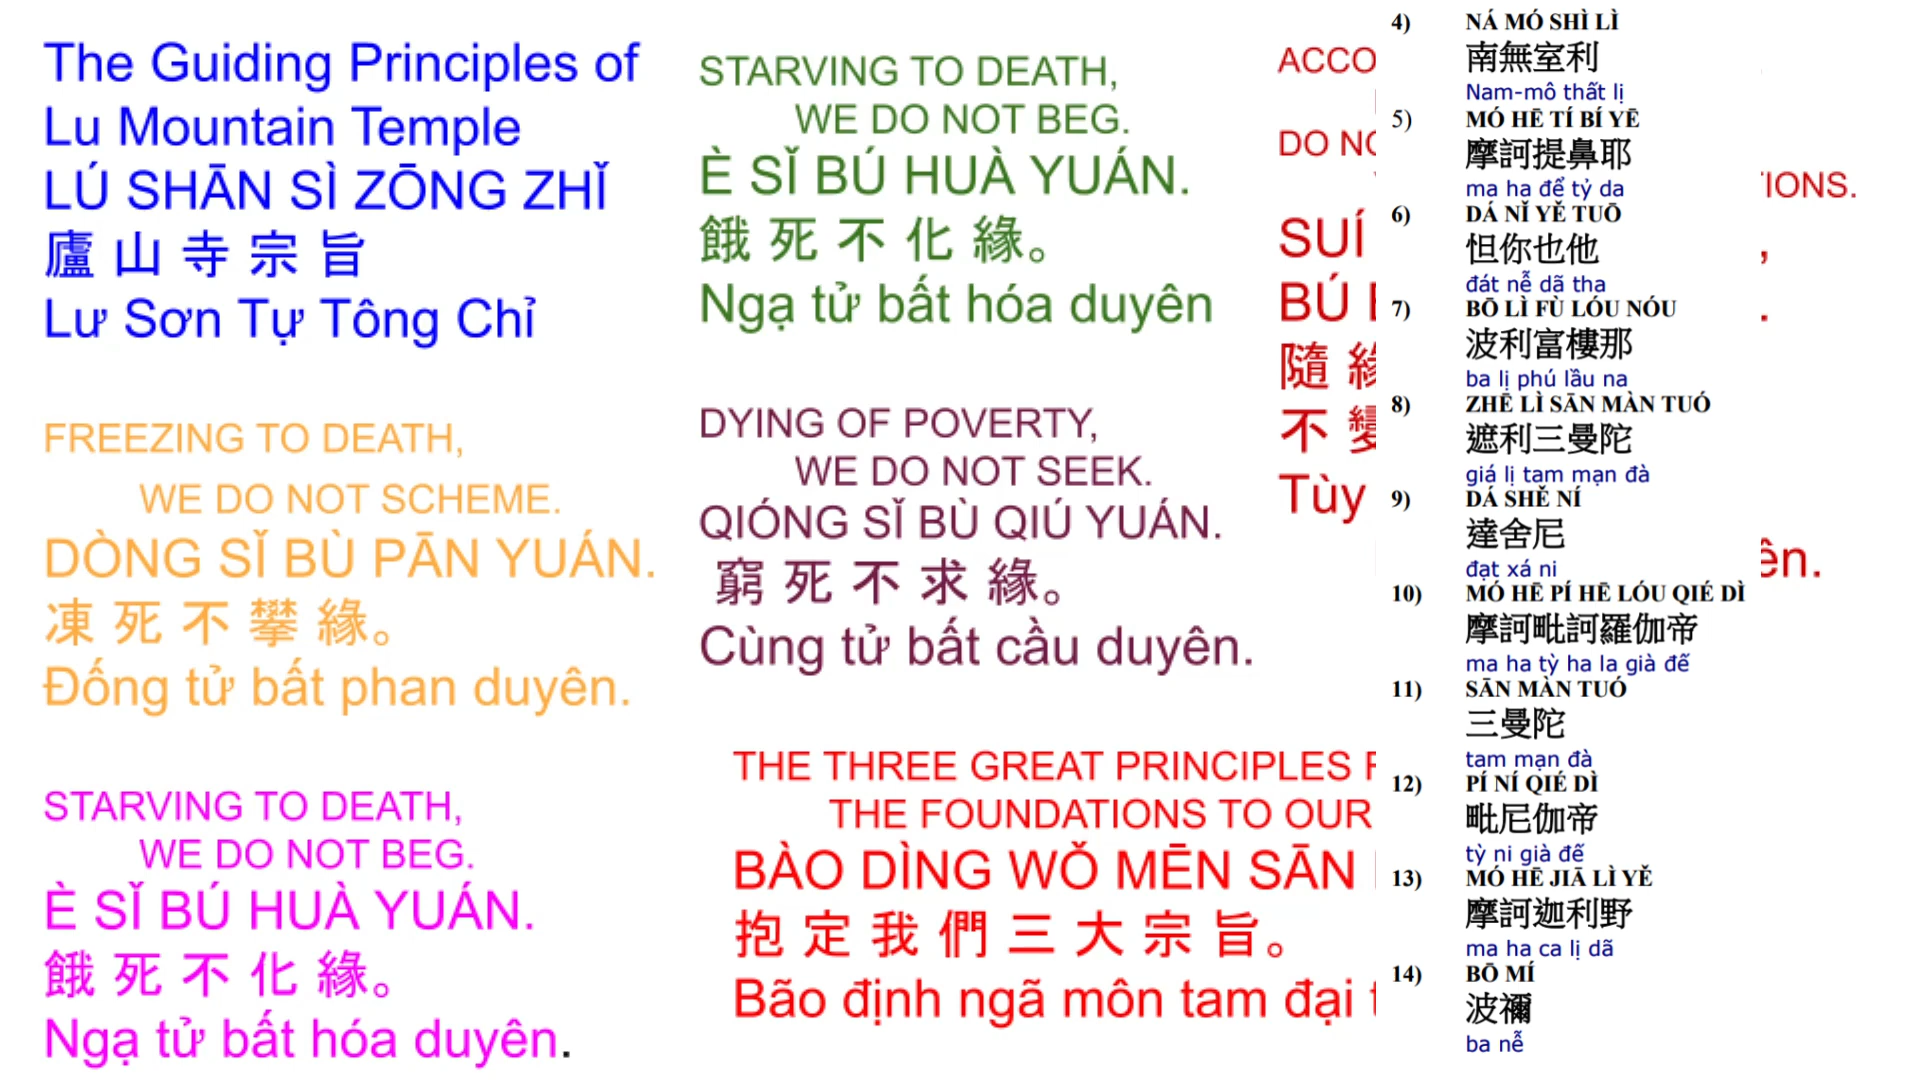 The Guiding Principles of
Lu Mountain Temple
LÚ SHĀN SÌ ZŌNG ZHǏ
廬 山 寺 宗 旨
Lư Sơn Tự Tông Chỉ
FREEZING TO DEATH,
WE DO NOT SCHEME.
DÒNG SǏ BÙ PĀN YUÁN.
凍 死 不 攀 緣。
Đống tử bất phan duyên.
STARVING TO DEATH,
WE DO NOT BEG.
È SǏ BÚ HUÀ YUÁN.
餓 死 不 化 緣。
Ngạ tử bất hóa duyên.
STARVING TO DEATH,
WE DO NOT BEG.
È SǏ BÚ HUÀ YUÁN.
餓 死 不 化 緣。
Ngạ tử bất hóa duyên
DYING OF POVERTY,
WE DO NOT SEEK.
QIÓNG SǏ BÙ QIÚ YUÁN.
窮 死 不 求 緣。
Cùng tử bất cầu duyên.
THE THREE GREAT PRINCIPLES
THE FOUNDATIONS TO OUR
BÀO DÌNG WǑ MĒN SĀN
抱 定 我 們 三 大 宗 旨。
Bão định ngã môn tam đại
ACCO
DO NO
IONS.
SUÍ
BÚ
隨 緣
不 變
Tùy
ên.
4) NÁ MÓ SHÌ LÌ
南無室利
Nam-mô thất lị
5) MÓ HĒ TÍ BÍ YĒ
摩訶提鼻耶
ma ha để tỷ da
6) DÁ NǏ YĚ TUŌ
怛你也他
đát nễ dã tha
7) BŌ LÌ FÙ LÓU NÓU
波利富樓那
ba lị phú lầu na
8) ZHĒ LÌ SĀN MÀN TUÓ
遮利三曼陀
giá lị tam mạn đà
9) DÁ SHĚ NÍ
達舍尼
đạt xá ni
10) MÓ HĒ PÍ HĒ LÓU QIÉ DÌ
摩訶毗訶羅伽帝
ma ha tỳ ha la già đế
11) SĀN MÀN TUÓ
三曼陀
tam mạn đà
12) PÍ NÍ QIÉ DÌ
毗尼伽帝
tỳ ni già đế
13) MÓ HĒ JIĀ LÌ YĚ
摩訶迦利野
ma ha ca lị dã
14) BŌ MÍ
波禰
ba nễ